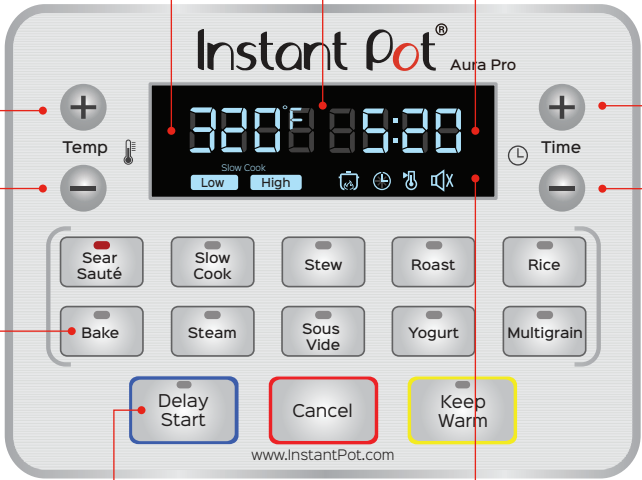 Instant Pot®
Aura Pro
320°F 5:20
Slow Cook
Low High
Temp
Time
Sear
Sauté
Slow
Cook
Stew
Roast
Rice
Bake
Steam
Sous
Vide
Yogurt
Multigrain
Delay
Start
Cancel
Keep
Warm
www.InstantPot.com